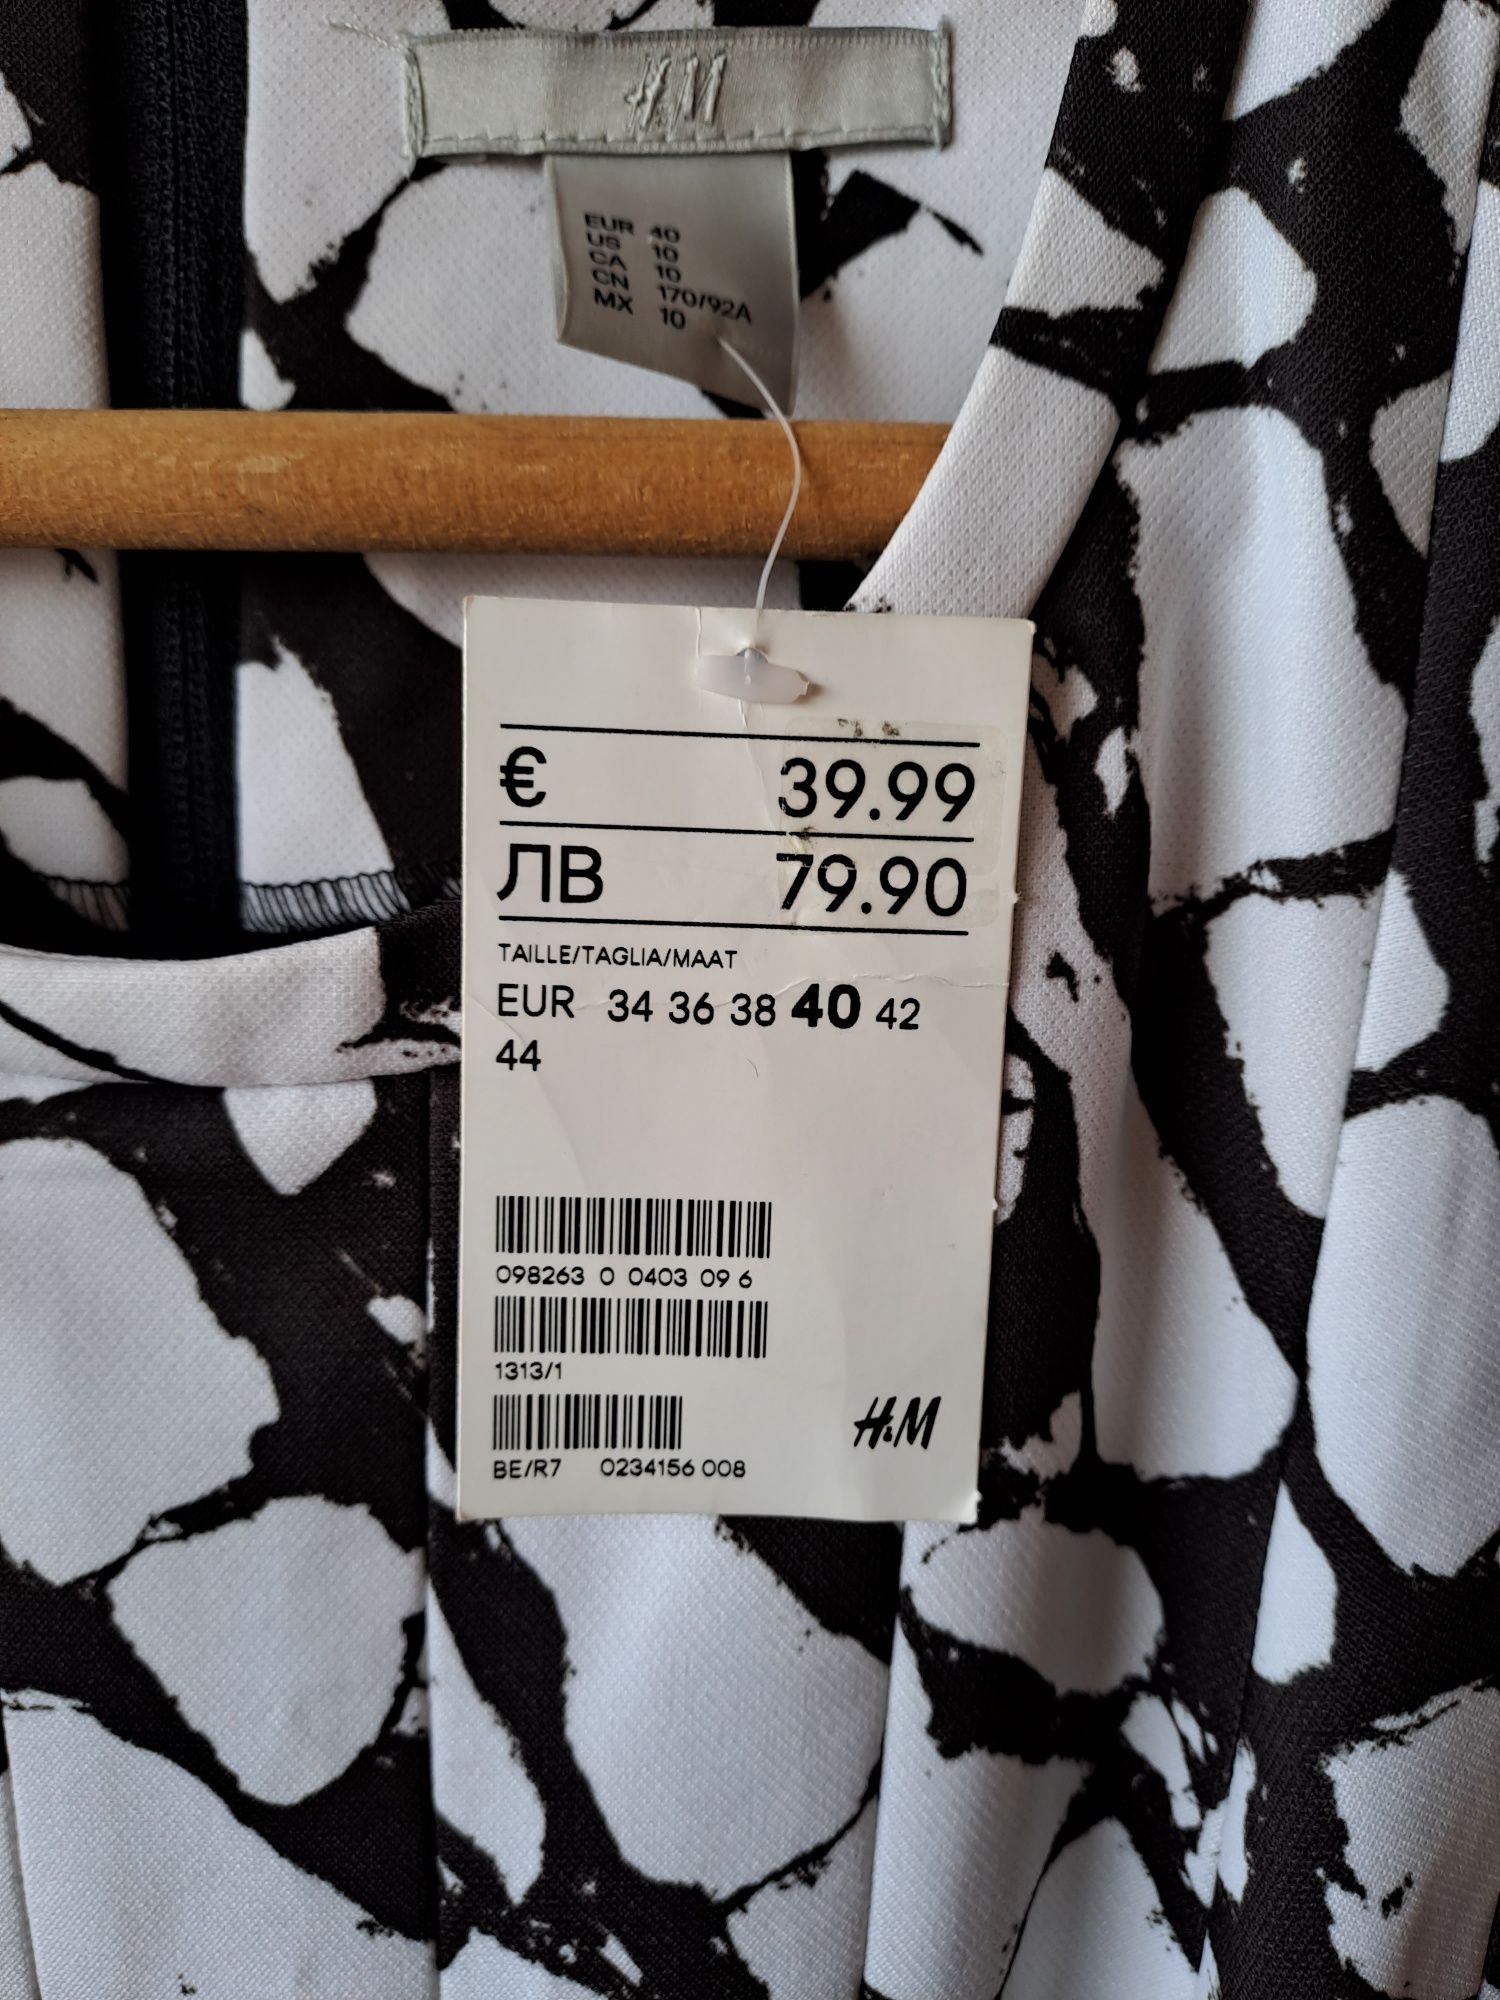 H&M
EUR 40
US 10
CA 10
CN 170/92A
MX 10
€ 39.99
ЛВ 79.90
TAILLE/TAGLIA/MAAT
EUR 34 36 38 40 42
44
098263 0 0403 09 6
1313/1
H&M
BE/R7 0234156 008